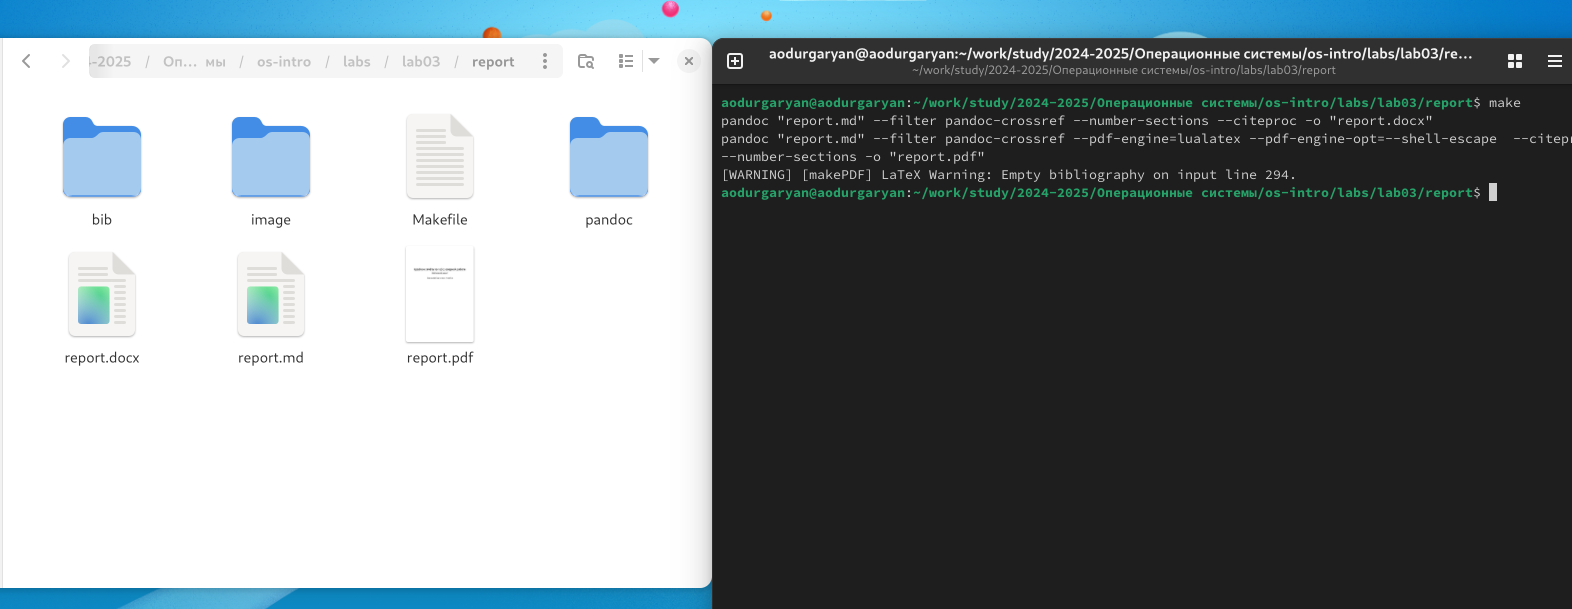 -2025 / Оп... мы / os-intro / labs / lab03 / report
bib
image
Makefile
pandoc
report.docx
report.md
report.pdf
aodurgaryan@aodurgaryan:~/work/study/2024-2025/Операционные системы/os-intro/labs/lab03/re...
~/work/study/2024-2025/Операционные системы/os-intro/labs/lab03/report
aodurgaryan@aodurgaryan:~/work/study/2024-2025/Операционные системы/os-intro/labs/lab03/report$ make
pandoc "report.md" --filter pandoc-crossref --number-sections --citeproc -o "report.docx"
pandoc "report.md" --filter pandoc-crossref --pdf-engine=lualatex --pdf-engine-opt=--shell-escape  --citepr
--number-sections -o "report.pdf"
[WARNING] [makePDF] LaTeX Warning: Empty bibliography on input line 294.
aodurgaryan@aodurgaryan:~/work/study/2024-2025/Операционные системы/os-intro/labs/lab03/report$